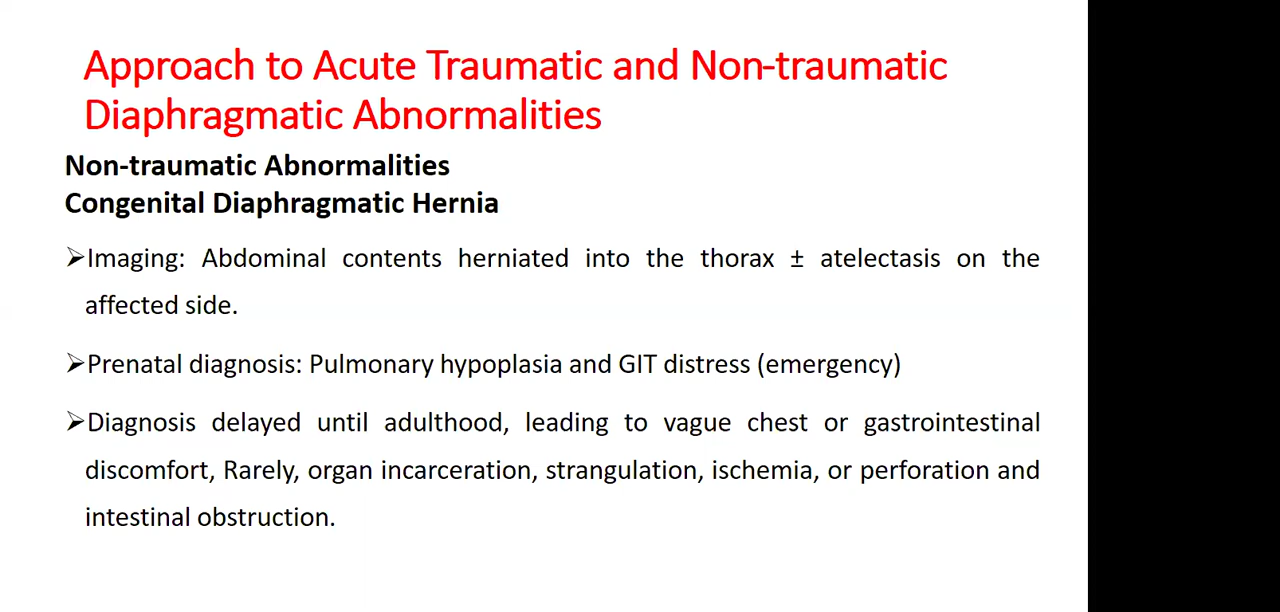 Approach to Acute Traumatic and Non-traumatic
Diaphragmatic Abnormalities
Non-traumatic Abnormalities
Congenital Diaphragmatic Hernia
➢Imaging: Abdominal contents herniated into the thorax ± atelectasis on the
affected side.
➢Prenatal diagnosis: Pulmonary hypoplasia and GIT distress (emergency)
➢Diagnosis delayed until adulthood, leading to vague chest or gastrointestinal
discomfort, Rarely, organ incarceration, strangulation, ischemia, or perforation and
intestinal obstruction.